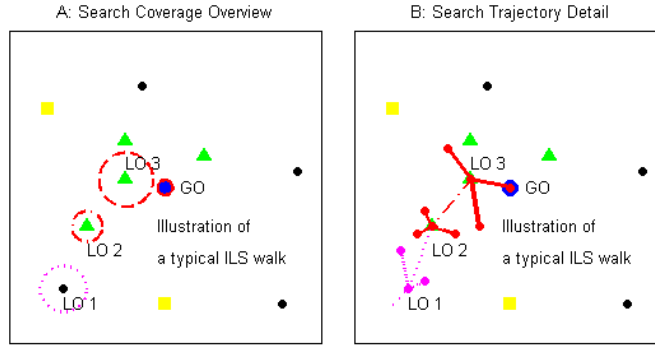 A: Search Coverage Overview
LO 3
GO
LO 2
Illustration of
a typical ILS walk
LO 1
B: Search Trajectory Detail
LO 3
GO
LO 2
Illustration of
a typical ILS walk
LO 1